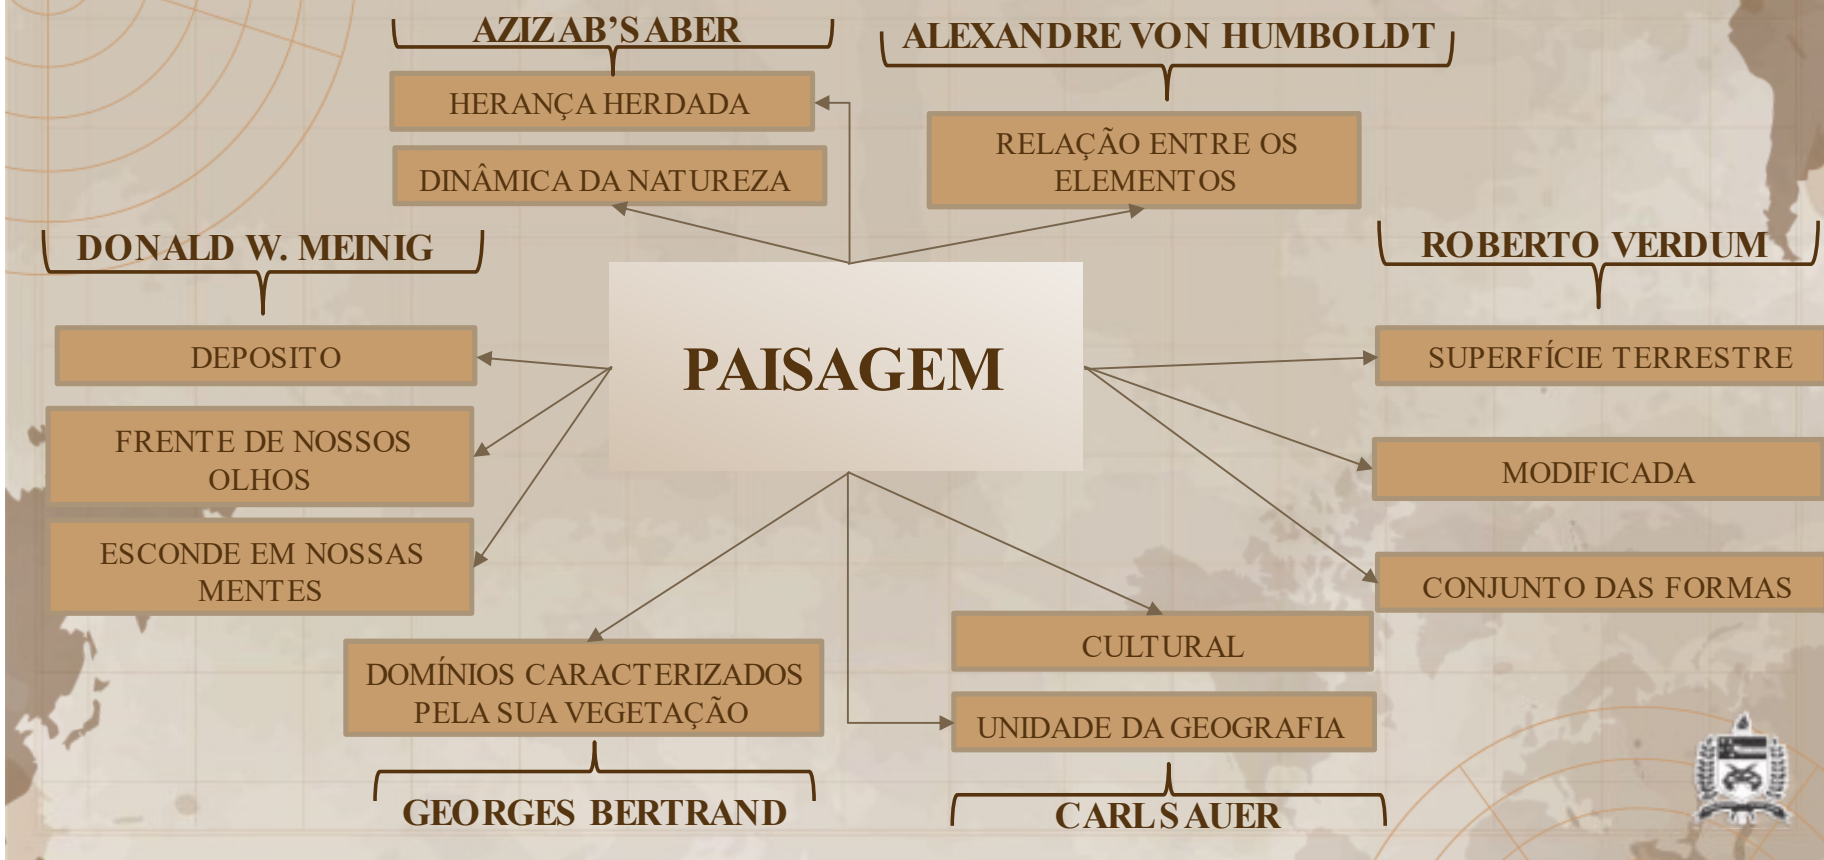 AZIZ AB'SABER
HERANÇA HERDADA
DINÂMICA DA NATUREZA
ALEXANDRE VON HUMBOLDT
RELAÇÃO ENTRE OS
ELEMENTOS
DONALD W. MEINIG
DEPOSITO
FRENTE DE NOSSOS
OLHOS
ESCONDE EM NOSSAS
MENTES
PAISAGEM
ROBERTO VERDUM
SUPERFÍCIE TERRESTRE
MODIFICADA
CONJUNTO DAS FORMAS
DOMÍNIOS CARACTERIZADOS
PELA SUA VEGETAÇÃO
GEORGES BERTRAND
CULTURAL
UNIDADE DA GEOGRAFIA
CARL SAUER